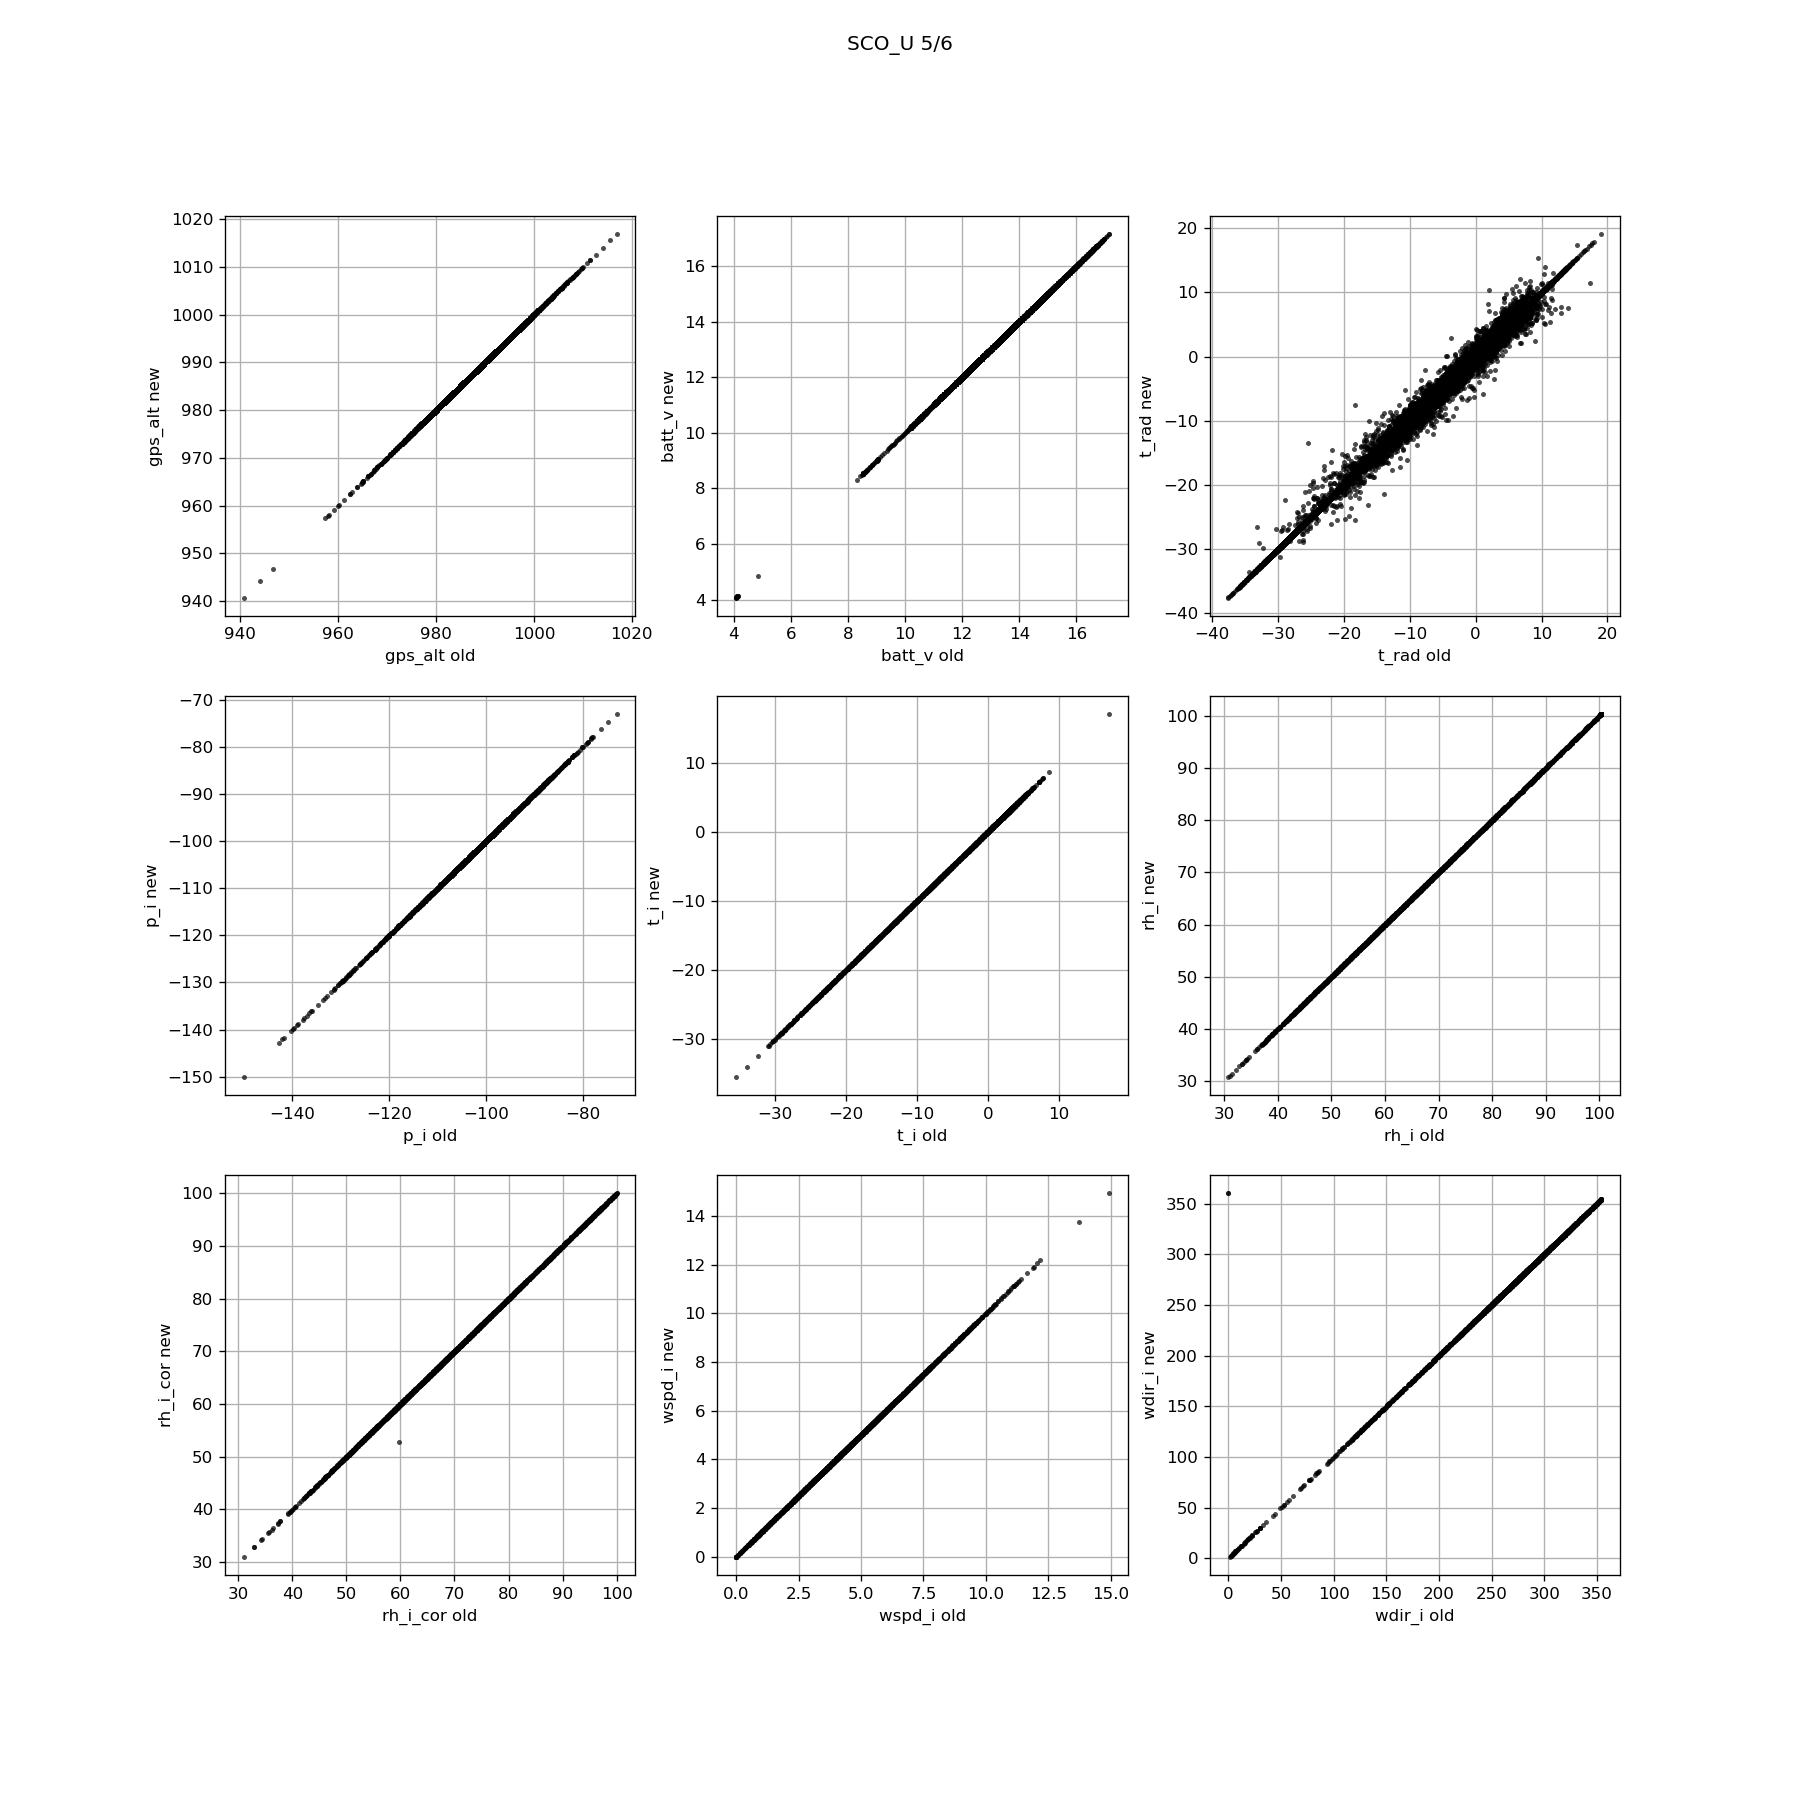 SCO_U 5/6
1020
1010
1000
990
980
970
960
950
940
gps_alt new
940 960 980 1000 1020
gps_alt old
16
14
12
10
8
6
4
batt_v new
4 6 8 10 12 14 16
batt_v old
20
10
0
−10
−20
−30
−40
t_rad new
−40 −30 −20 −10 0 10 20
t_rad old
−70
−80
−90
−100
−110
−120
−130
−140
−150
p_i new
−140 −120 −100 −80
p_i old
10
0
−10
−20
−30
t_i new
−30 −20 −10 0 10
t_i old
100
90
80
70
60
50
40
30
rh_i new
30 40 50 60 70 80 90 100
rh_i old
100
90
80
70
60
50
40
30
rh_i_cor new
30 40 50 60 70 80 90 100
rh_i_cor old
14
12
10
8
6
4
2
0
wspd_i new
0.0 2.5 5.0 7.5 10.0 12.5 15.0
wspd_i old
350
300
250
200
150
100
50
0
wdir_i new
0 50 100 150 200 250 300 350
wdir_i old